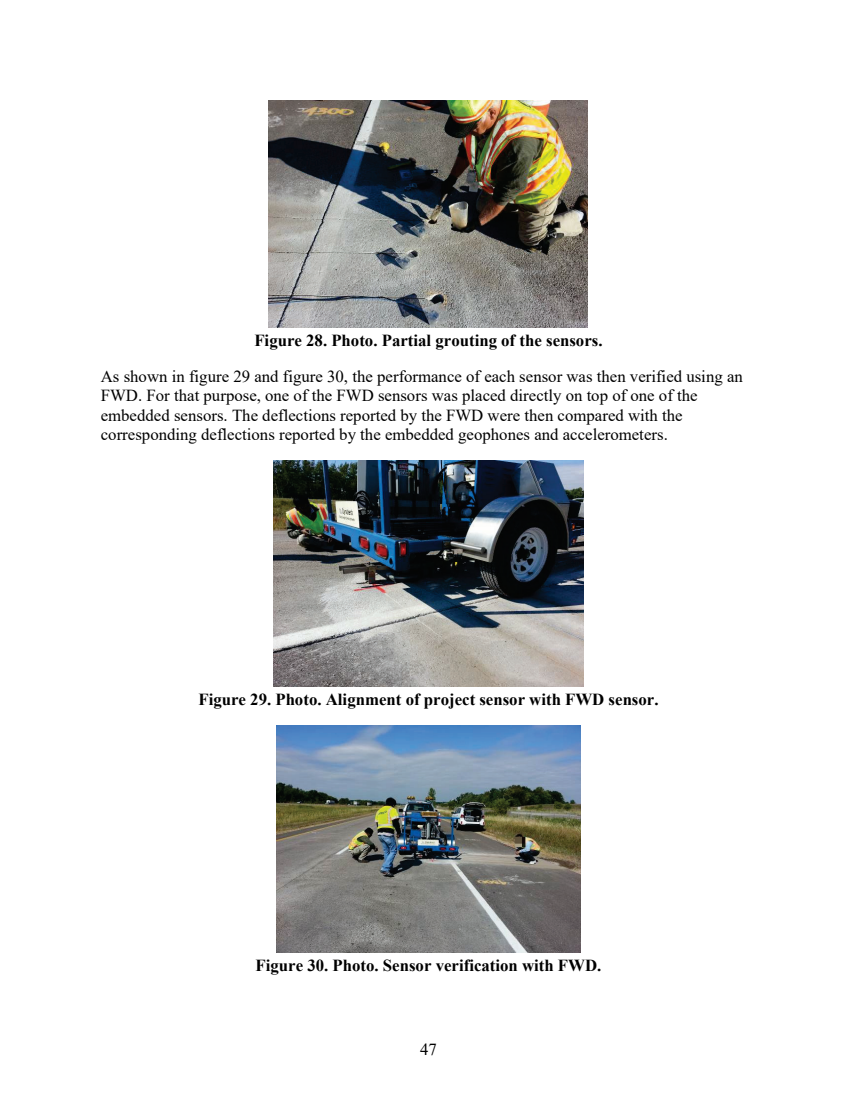 1300
Figure 28. Photo. Partial grouting of the sensors.
As shown in figure 29 and figure 30, the performance of each sensor was then verified using an
FWD. For that purpose, one of the FWD sensors was placed directly on top of one of the
embedded sensors. The deflections reported by the FWD were then compared with the
corresponding deflections reported by the embedded geophones and accelerometers.
Dynatest
Figure 29. Photo. Alignment of project sensor with FWD sensor.
Figure 30. Photo. Sensor verification with FWD.
47